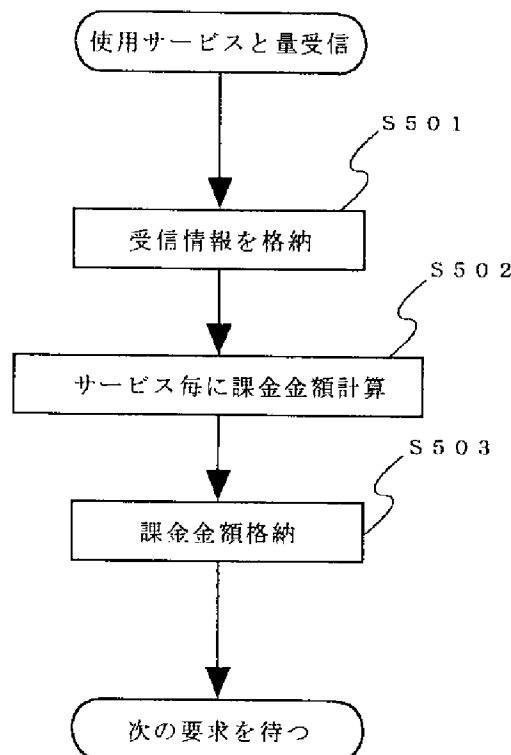 使用サービスと量受信
S501
受信情報を格納
S502
サービス毎に課金金額計算
S503
課金金額格納
次の要求を待つ